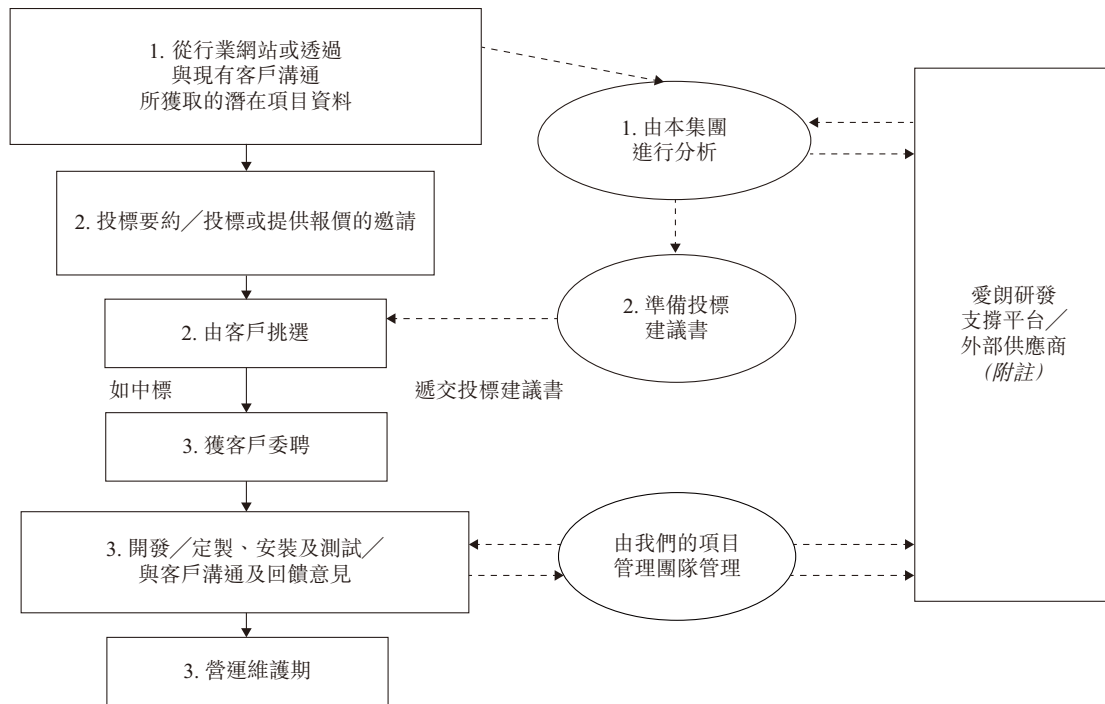 1. 從行業網站或透過
與現有客戶溝通
所獲取的潛在項目資料
1. 由本集團
進行分析
2. 投標要約／投標或提供報價的邀請
2. 準備投標
建議書
2. 由客戶挑選
愛朗研發
支撐平台／
外部供應商
(附註)
如中標
遞交投標建議書
3. 獲客戶委聘
3. 開發／定製、安裝及測試／
與客戶溝通及回饋意見
由我們的項目
管理團隊管理
3. 營運維護期